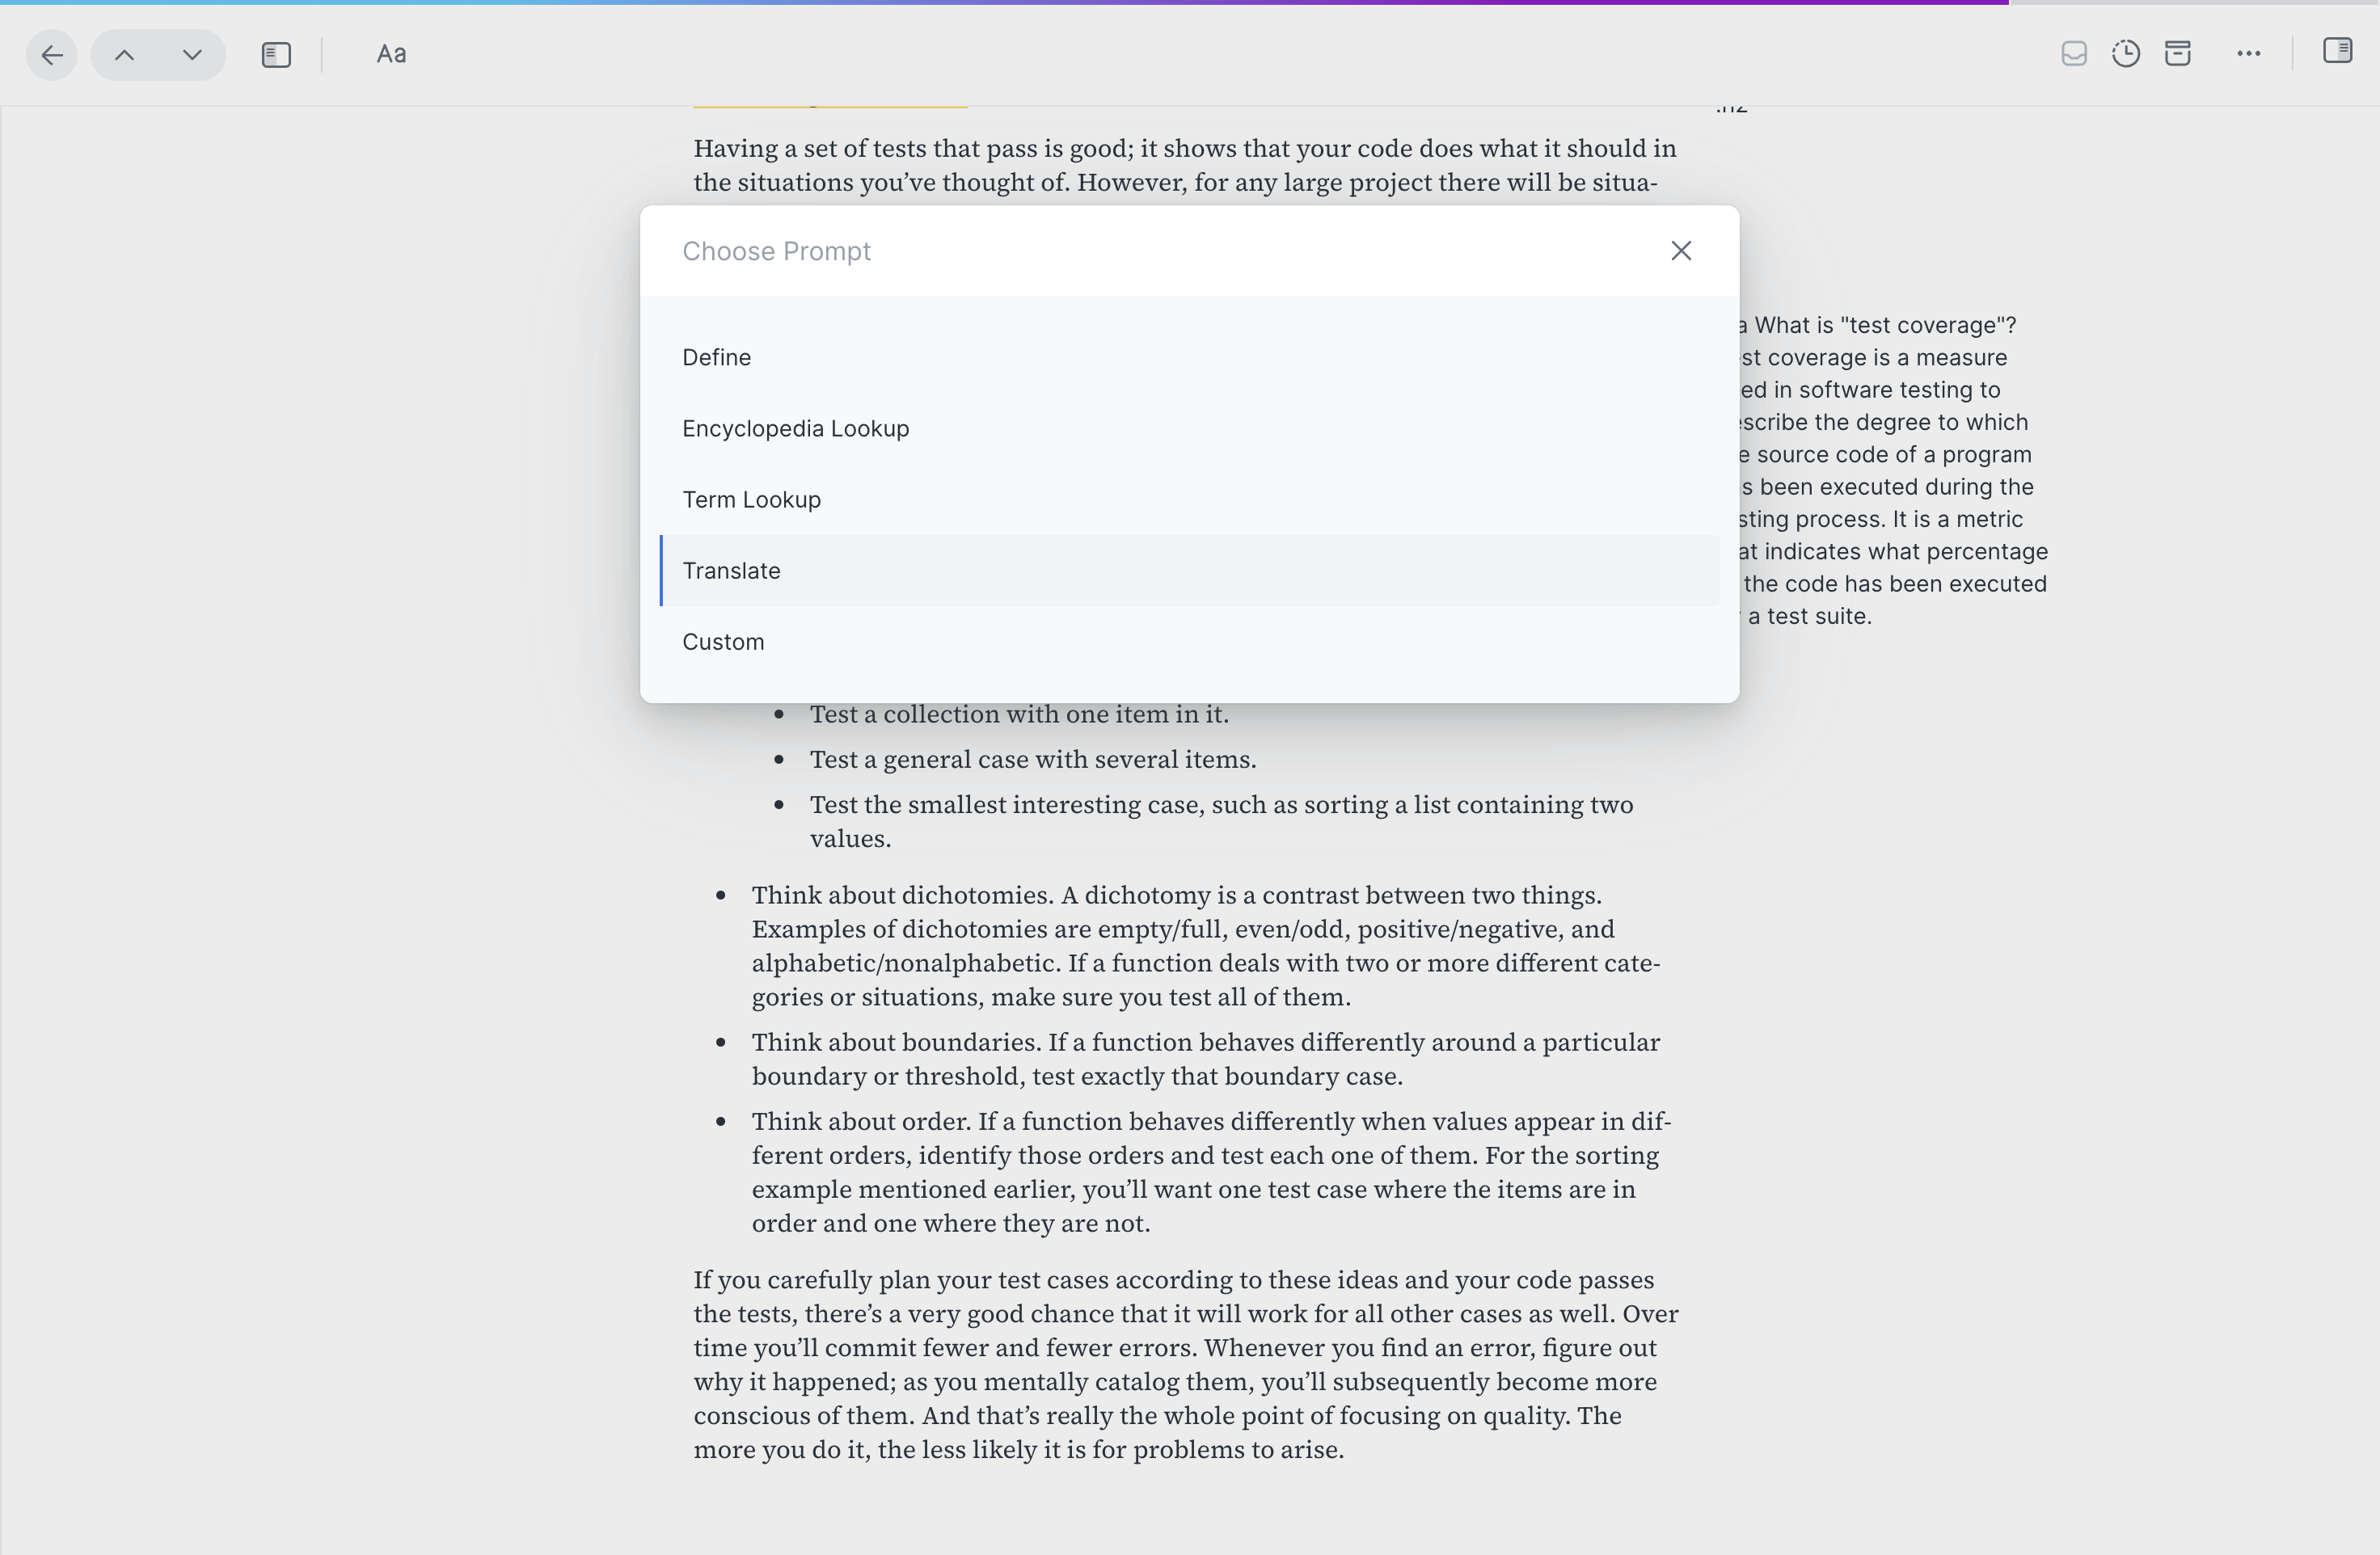 Aa
.h2
Having a set of tests that pass is good; it shows that your code does what it should in
the situations you’ve thought of. However, for any large project there will be situa-
Choose Prompt
Define
Encyclopedia Lookup
Term Lookup
Translate
Custom
a What is "test coverage"?
st coverage is a measure
ed in software testing to
scribe the degree to which
e source code of a program
s been executed during the
sting process. It is a metric
at indicates what percentage
the code has been executed
a test suite.
• Test a collection with one item in it.
• Test a general case with several items.
• Test the smallest interesting case, such as sorting a list containing two
values.
• Think about dichotomies. A dichotomy is a contrast between two things.
Examples of dichotomies are empty/full, even/odd, positive/negative, and
alphabetic/nonalphabetic. If a function deals with two or more different cate-
gories or situations, make sure you test all of them.
• Think about boundaries. If a function behaves differently around a particular
boundary or threshold, test exactly that boundary case.
• Think about order. If a function behaves differently when values appear in dif-
ferent orders, identify those orders and test each one of them. For the sorting
example mentioned earlier, you’ll want one test case where the items are in
order and one where they are not.
If you carefully plan your test cases according to these ideas and your code passes
the tests, there’s a very good chance that it will work for all other cases as well. Over
time you’ll commit fewer and fewer errors. Whenever you find an error, figure out
why it happened; as you mentally catalog them, you’ll subsequently become more
conscious of them. And that’s really the whole point of focusing on quality. The
more you do it, the less likely it is for problems to arise.